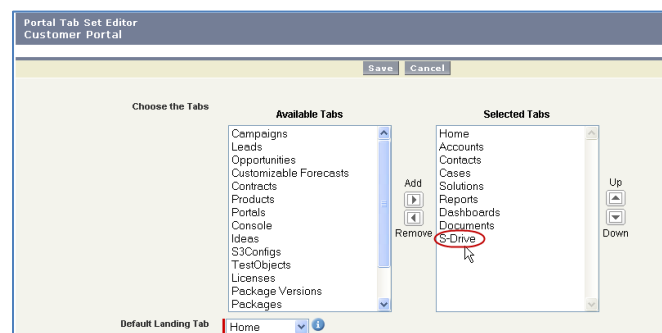 Portal Tab Set Editor
Customer Portal
Save Cancel
Choose the Tabs
Available Tabs
Selected Tabs
Campaigns
Leads
Opportunities
Customizable Forecasts
Contracts
Products
Portals
Console
Ideas
S3Configs
TestObjects
Licenses
Package Versions
Packages
Add
Remove
Home
Accounts
Contacts
Cases
Solutions
Reports
Dashboards
Documents
S-Drive
Up
Down
Default Landing Tab
Home